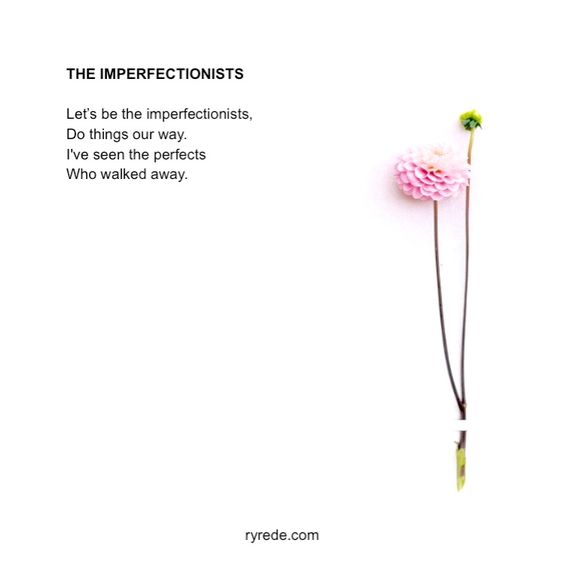 THE IMPERFECTIONISTS
Let’s be the imperfectionists,
Do things our way.
I've seen the perfects
Who walked away.
ryrede.com